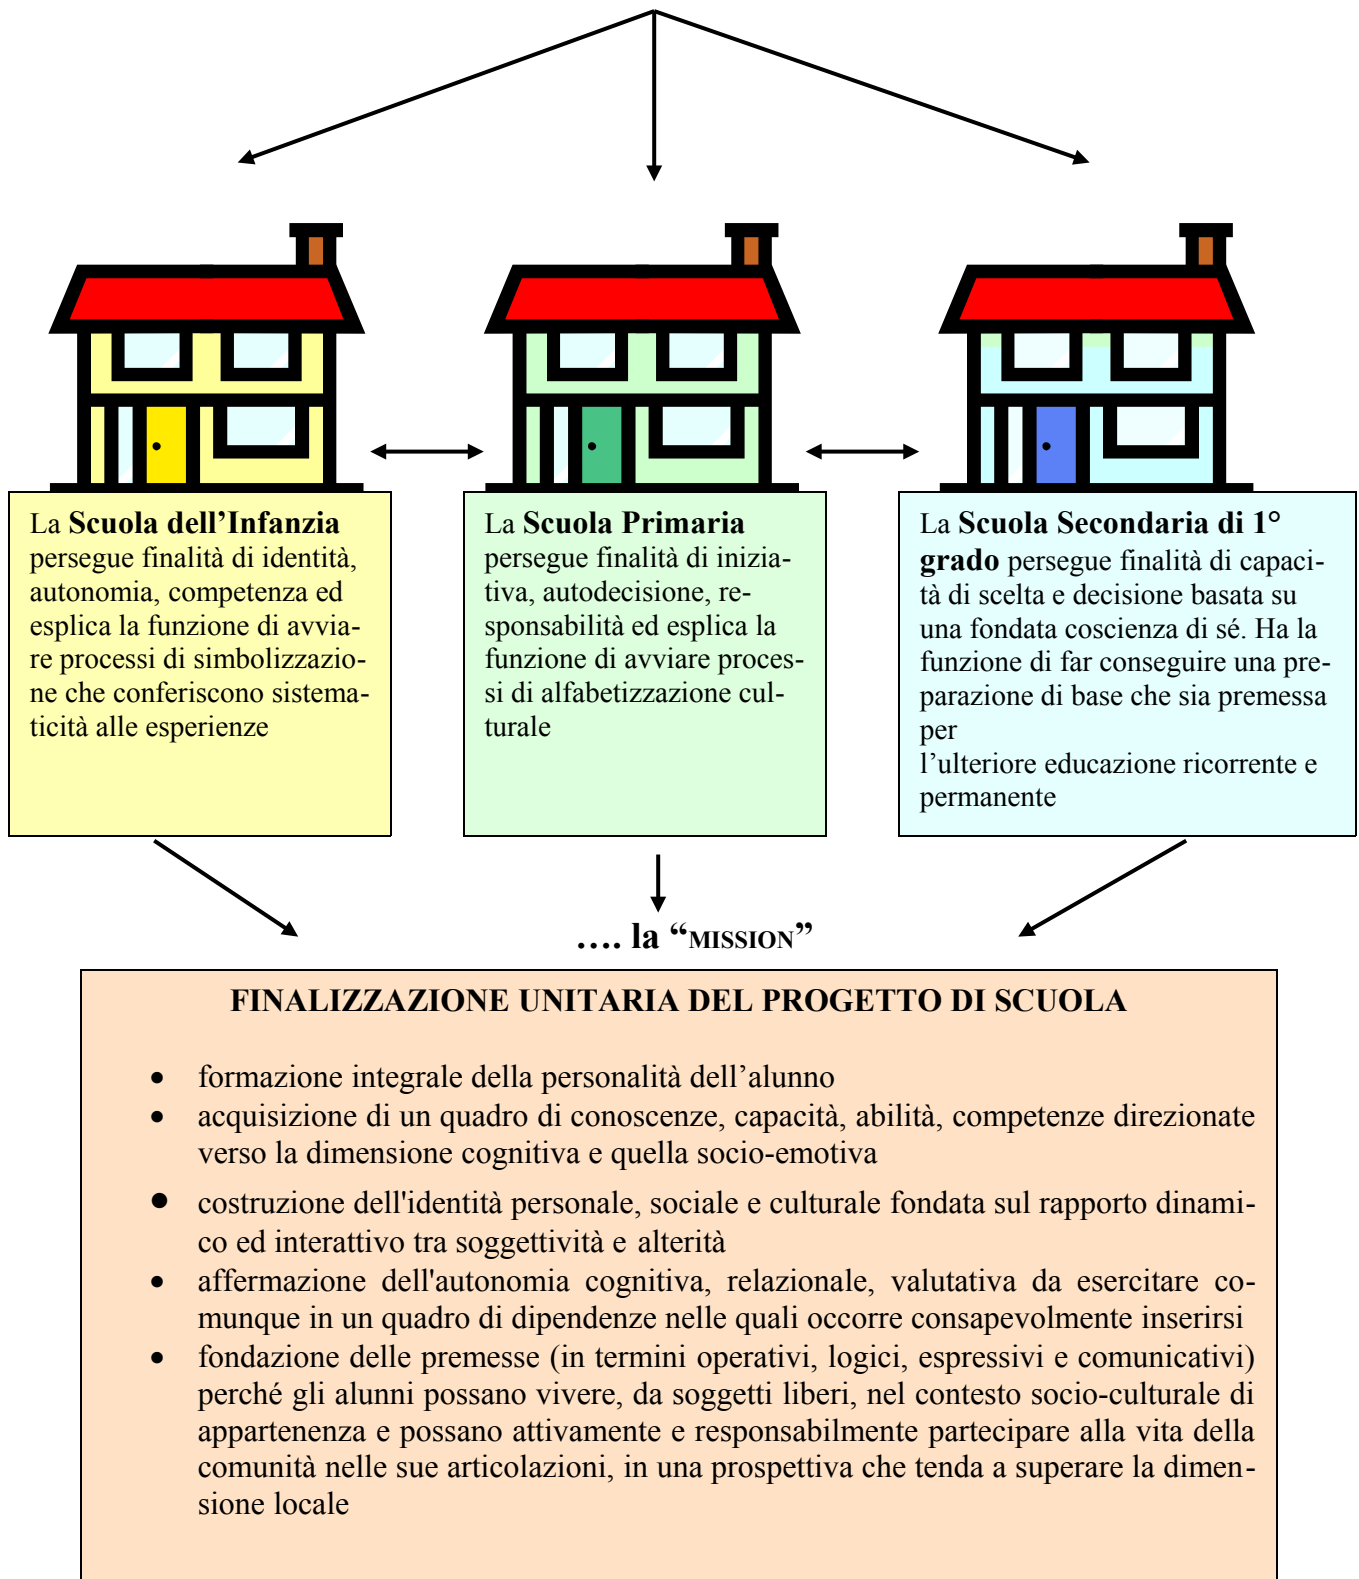 La Scuola dell’Infanzia
persegue finalità di identità,
autonomia, competenza ed
esplica la funzione di avvia-
re processi di simbolizzazio-
ne che conferiscono sistema-
ticità alle esperienze
La Scuola Primaria
persegue finalità di inizia-
tiva, autodecisione, re-
sponsabilità ed esplica la
funzione di avviare proces-
si di alfabetizzazione cul-
turale
La Scuola Secondaria di 1°
grado persegue finalità di capaci-
tà di scelta e decisione basata su
una fondata coscienza di sé. Ha la
funzione di far conseguire una pre-
parazione di base che sia premessa
per
l’ulteriore educazione ricorrente e
permanente
…. la “MISSION”
FINALIZZAZIONE UNITARIA DEL PROGETTO DI SCUOLA
• formazione integrale della personalità dell’alunno
• acquisizione di un quadro di conoscenze, capacità, abilità, competenze direzionate
verso la dimensione cognitiva e quella socio-emotiva
• costruzione dell'identità personale, sociale e culturale fondata sul rapporto dinami-
co ed interattivo tra soggettività e alterità
• affermazione dell'autonomia cognitiva, relazionale, valutativa da esercitare co-
munque in un quadro di dipendenze nelle quali occorre consapevolmente inserirsi
• fondazione delle premesse (in termini operativi, logici, espressivi e comunicativi)
perché gli alunni possano vivere, da soggetti liberi, nel contesto socio-culturale di
appartenenza e possano attivamente e responsabilmente partecipare alla vita della
comunità nelle sue articolazioni, in una prospettiva che tenda a superare la dimen-
sione locale